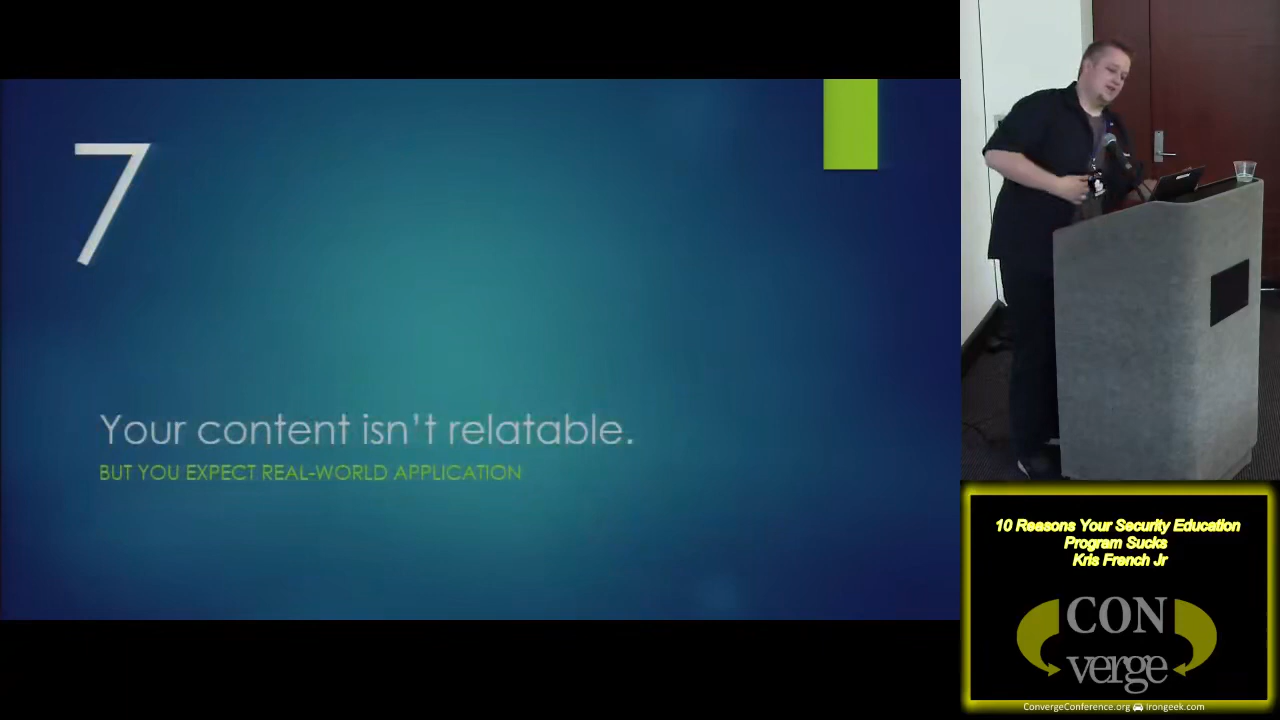 7
Your content isn't relatable.
BUT YOU EXPECT REAL-WORLD APPLICATION
10 Reasons Your Security Education
Program Sucks
Kris French Jr
CON
verge
ConvergeConference.org Irongeek.com